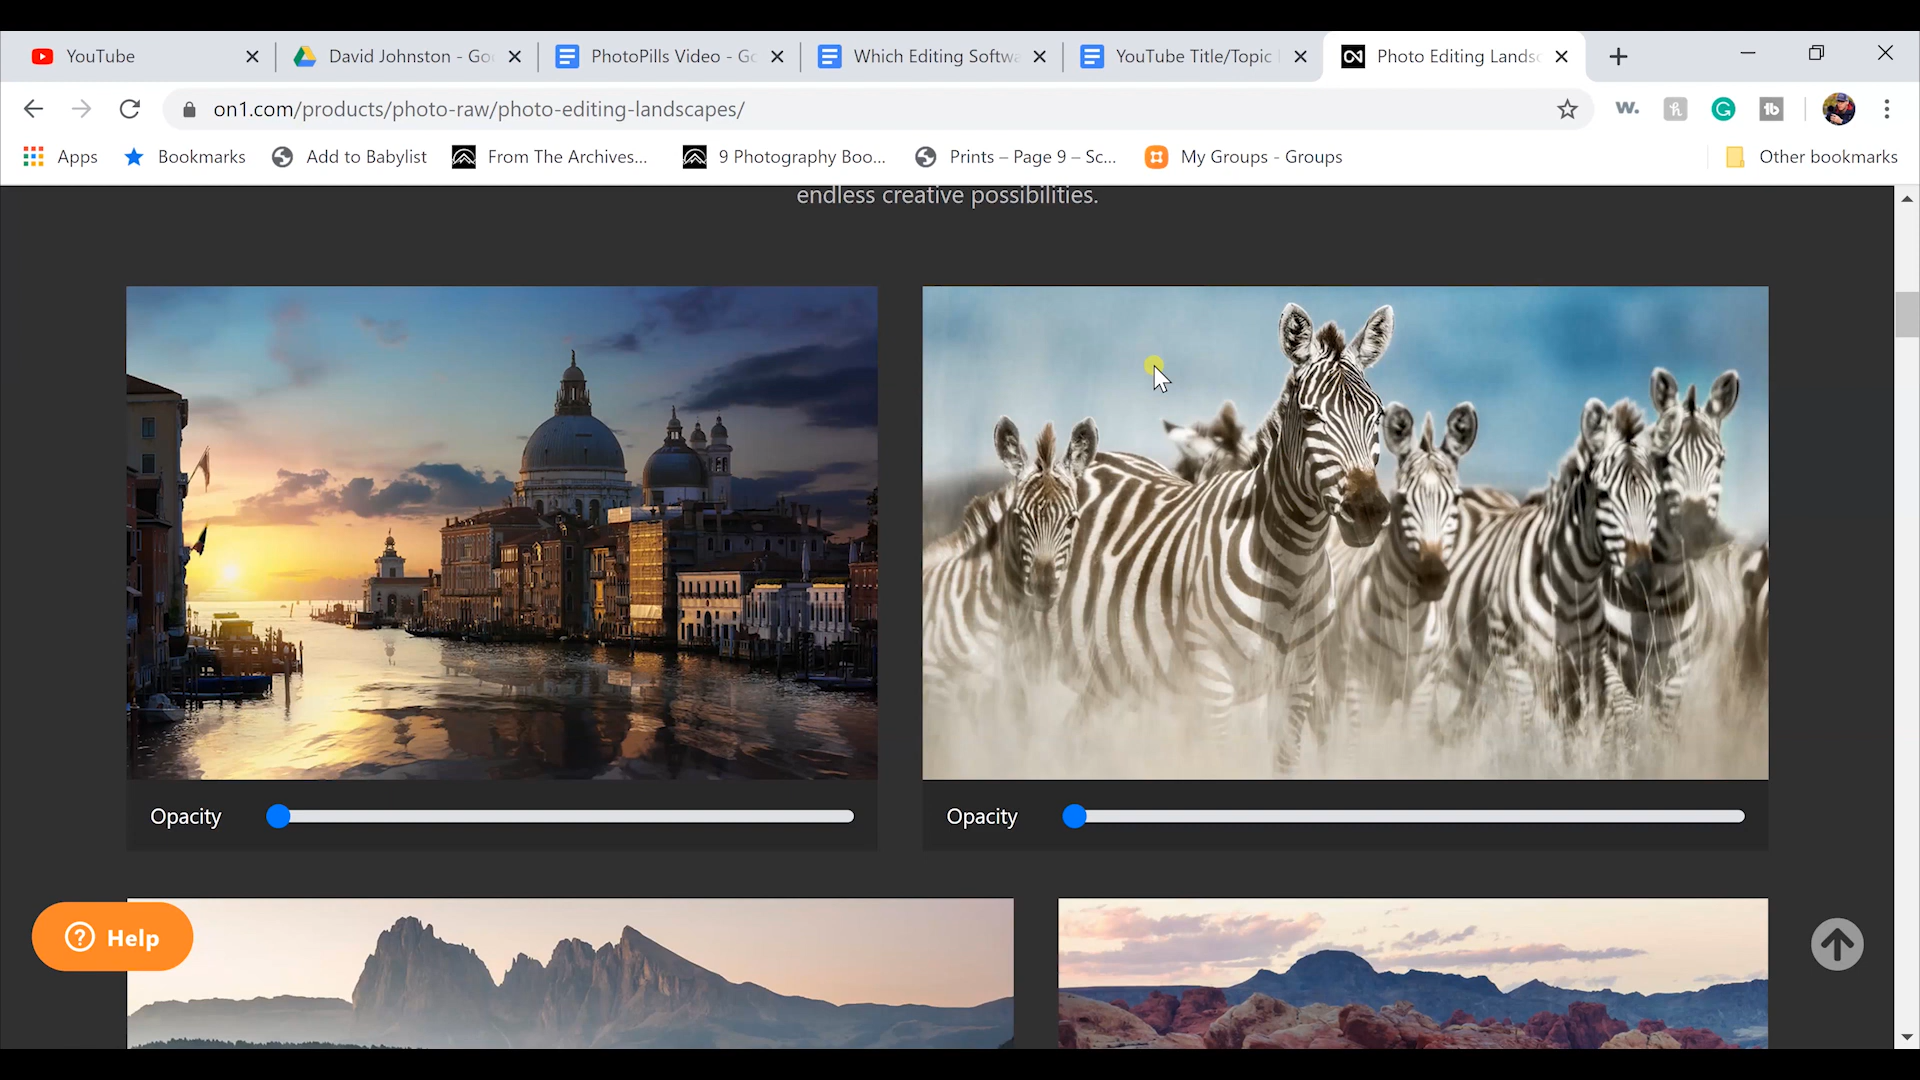 YouTube
David Johnston - Go
PhotoPills Video - Go
Which Editing Softwa
YouTube Title/Topic
Photo Editing Landsc
on1.com/products/photo-raw/photo-editing-landscapes/
w.
Apps
Bookmarks
Add to Babylist
From The Archives...
9 Photography Boo...
Prints – Page 9 – Sc...
My Groups - Groups
Other bookmarks
endless creative possibilities.
Opacity
Opacity
Help